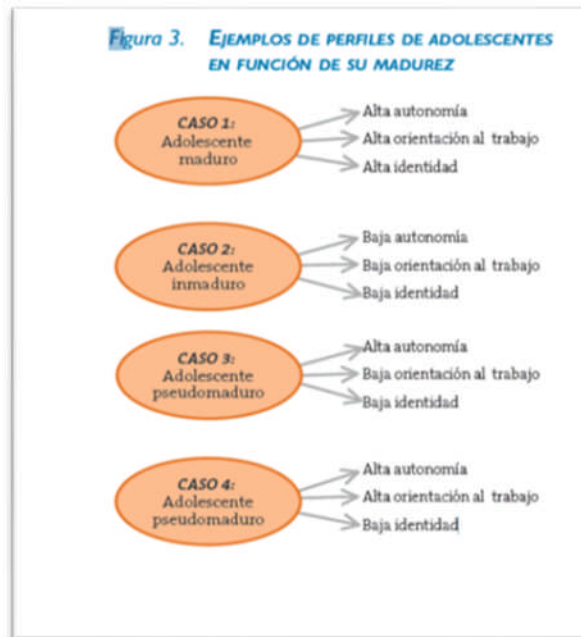 Figura 3. EJEMPLOS DE PERFILES DE ADOLESCENTES
EN FUNCIÓN DE SU MADUREZ
CASO 1:
Adolescente
maduro
Alta autonomía
Alta orientación al trabajo
Alta identidad
CASO 2:
Adolescente
inmaduro
Baja autonomía
Baja orientación al trabajo
Baja identidad
CASO 3:
Adolescente
pseudomaduro
Alta autonomía
Baja orientación al trabajo
Baja identidad
CASO 4:
Adolescente
pseudomaduro
Alta autonomía
Alta orientación al trabajo
Baja identidad